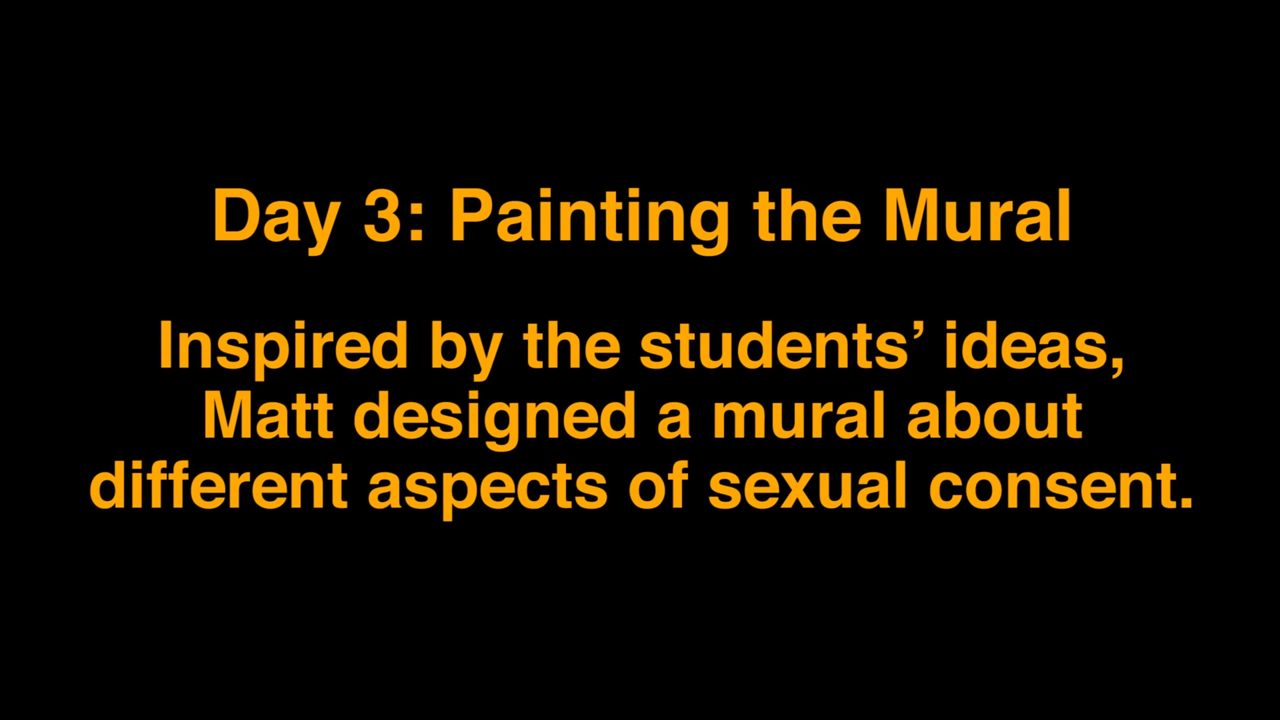 Day 3: Painting the Mural
Inspired by the students’ ideas,
Matt designed a mural about
different aspects of sexual consent.